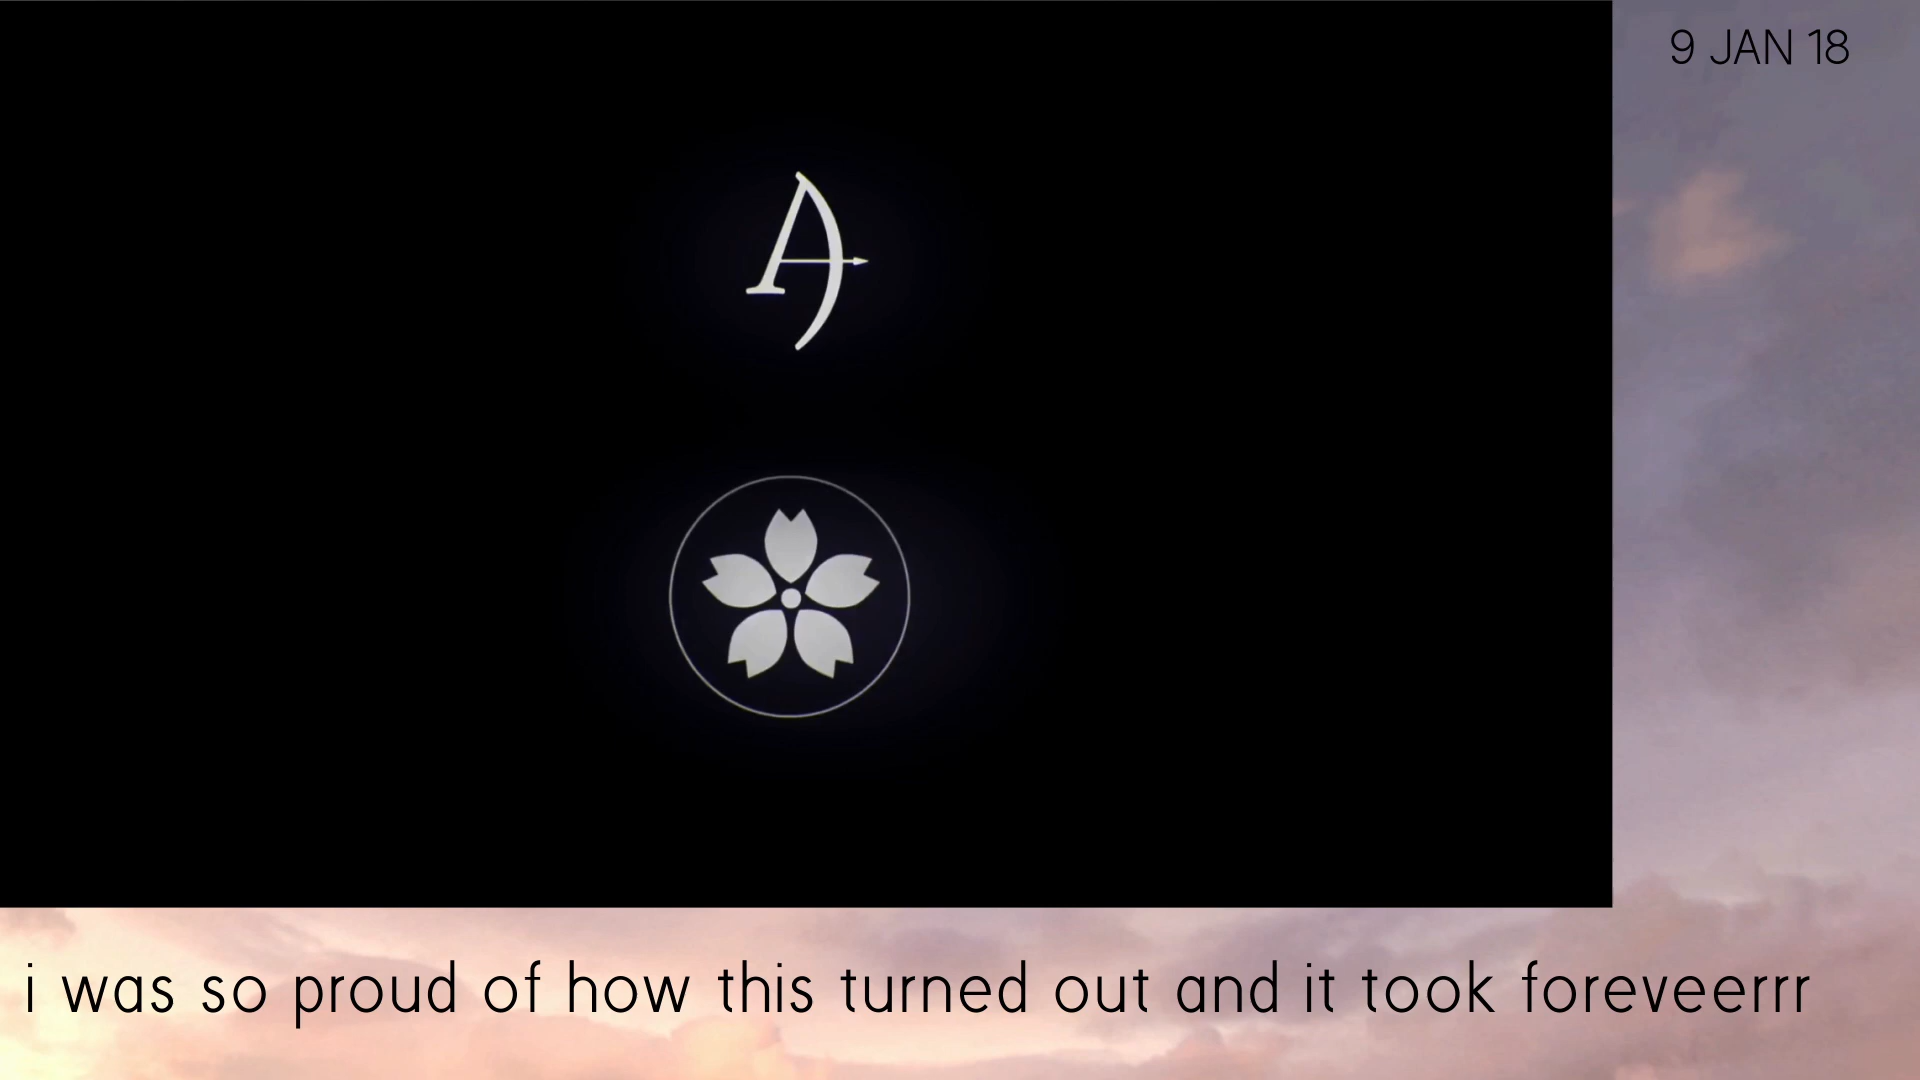 9 JAN 18
A
i was so proud of how this turned out and it took foreveerrr